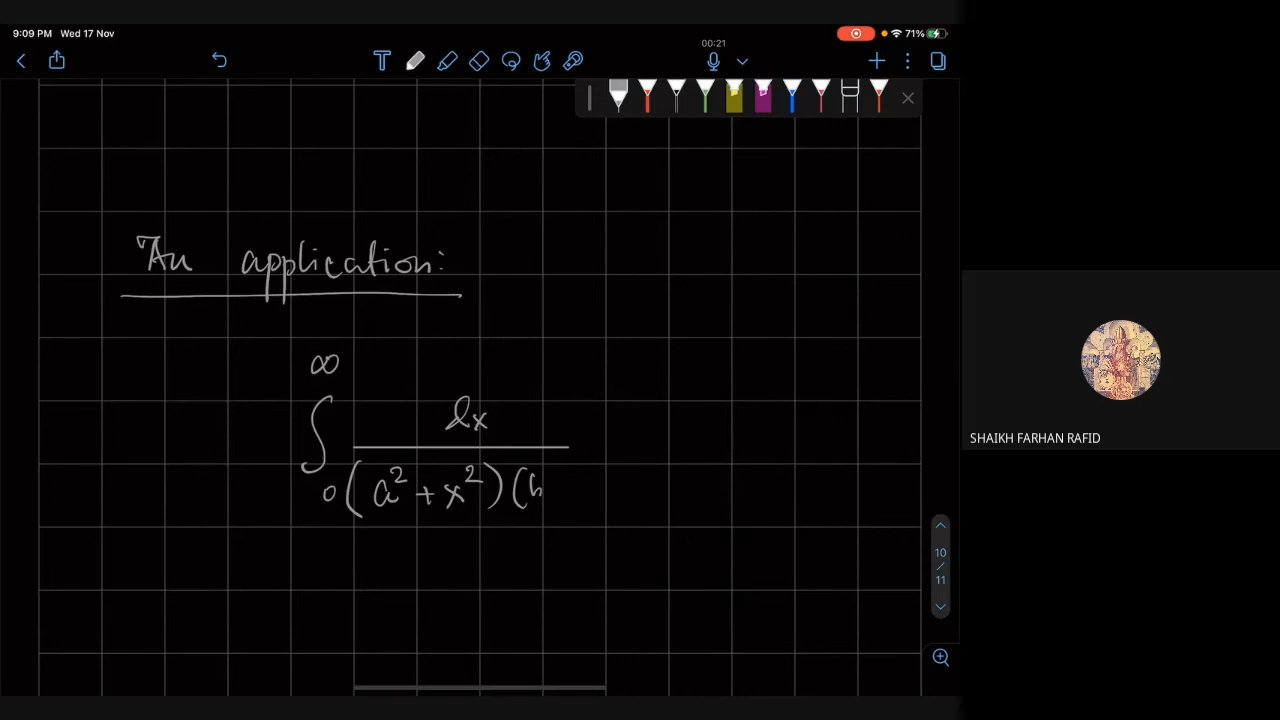 9:09 PM Wed 17 Nov
71%
00:21
An application:
∞
∫ dx
0 (a² + x²)(b
10
/
11
SHAIKH FARHAN RAFID